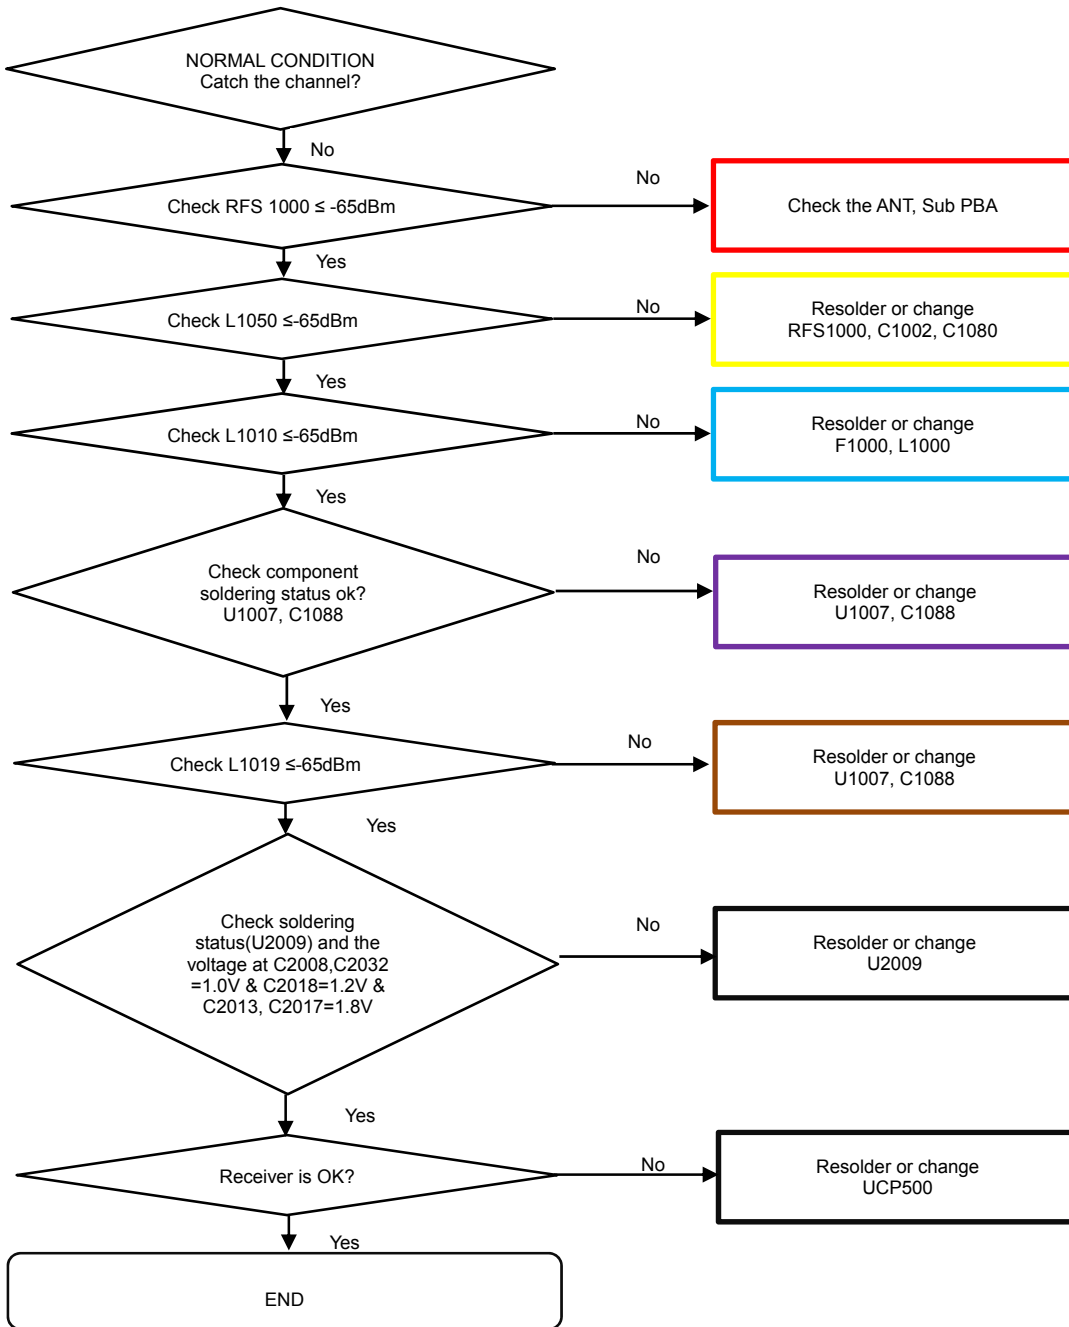 NORMAL CONDITION
Catch the channel?
No
Check RFS 1000 ≤ -65dBm
No
Check the ANT, Sub PBA
Yes
Check L1050 ≤-65dBm
No
Resolder or change
RFS1000, C1002, C1080
Yes
Check L1010 ≤-65dBm
No
Resolder or change
F1000, L1000
Yes
Check component
soldering status ok?
U1007, C1088
No
Resolder or change
U1007, C1088
Yes
Check L1019 ≤-65dBm
No
Resolder or change
U1007, C1088
Yes
Check soldering
status(U2009) and the
voltage at C2008,C2032
=1.0V & C2018=1.2V &
C2013, C2017=1.8V
No
Resolder or change
U2009
Yes
Receiver is OK?
No
Resolder or change
UCP500
Yes
END